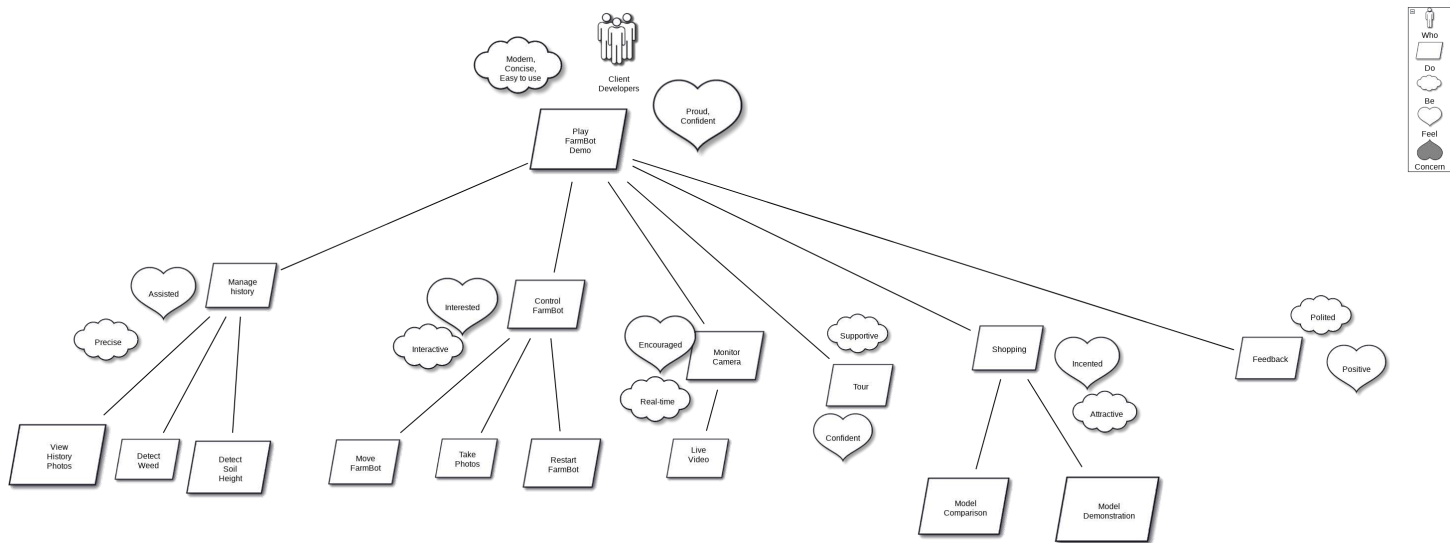 Modern,
Concise,
Easy to use
Client
Developers
Proud,
Confident
Play
FarmBot
Demo
Who
Do
Be
Feel
Concern
Assisted
Manage
history
Precise
Interested
Interactive
Control
FarmBot
Encouraged
Real-time
Monitor
Camera
Supportive
Tour
Confident
Shopping
Incented
Attractive
Feedback
Polited
Positive
View
History
Photos
Detect
Weed
Detect
Soil
Height
Move
FarmBot
Take
Photos
Restart
FarmBot
Live
Video
Model
Comparison
Model
Demonstration